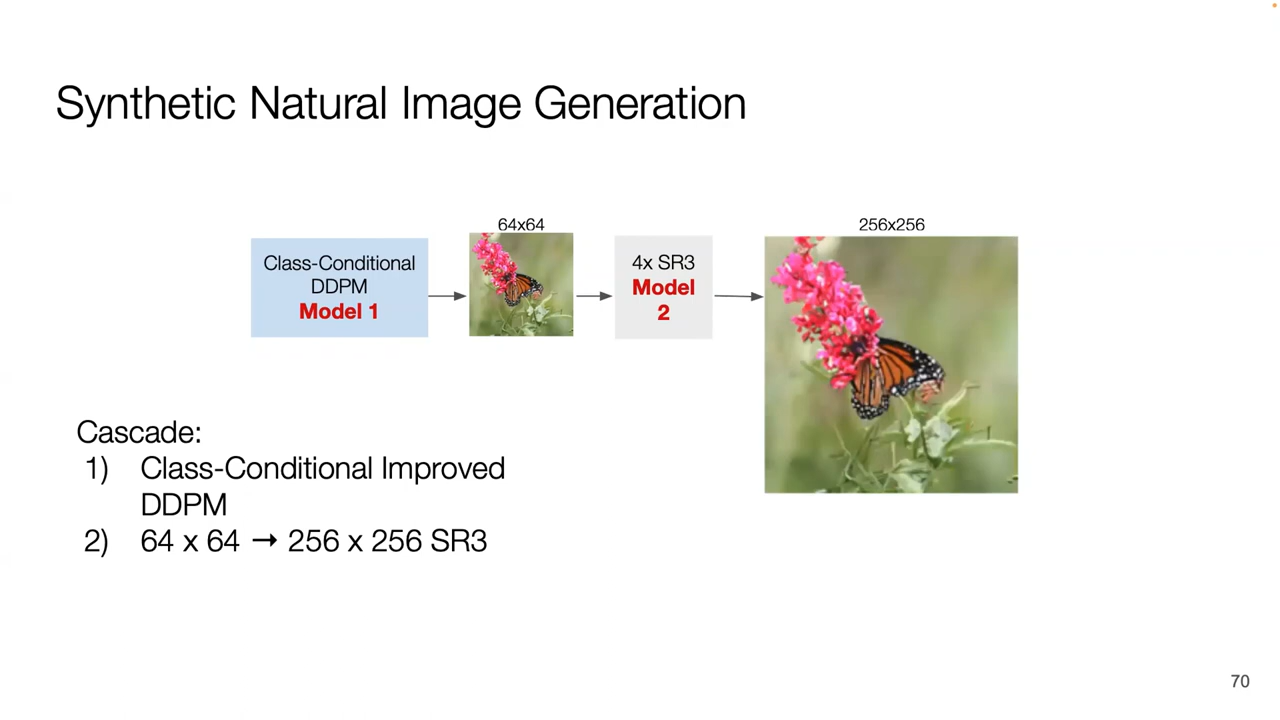 Synthetic Natural Image Generation
64x64
256x256
Class-Conditional
DDPM
Model 1
4x SR3
Model
2
Cascade:
1) Class-Conditional Improved
DDPM
2) 64 x 64 → 256 x 256 SR3
70